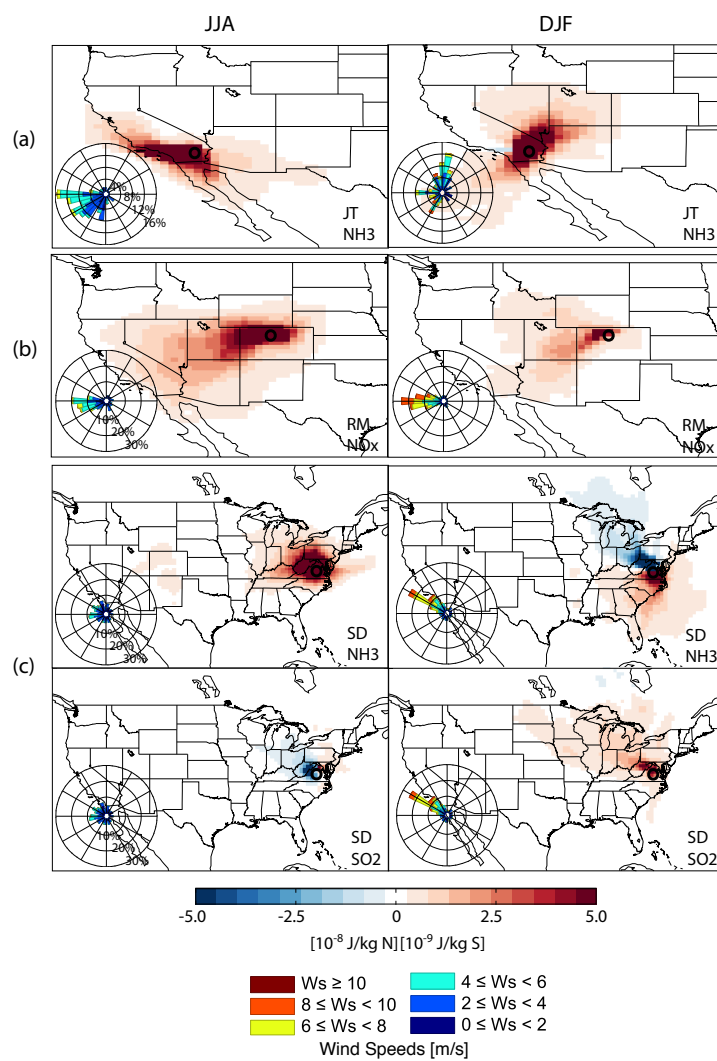 JJA DJF
(a)
4%
8%
12%
16%
JT
NH3
JT
NH3
(b)
10%
20%
30%
RM
NOx
RM
NOx
(c)
10%
20%
30%
SD
NH3
SD
NH3
10%
20%
30%
SD
SO2
SD
SO2
-5.0 -2.5 0 2.5 5.0
[10-8 J/kg N][10-9 J/kg S]
Ws ≥ 10 4 ≤ Ws < 6
8 ≤ Ws < 10 2 ≤ Ws < 4
6 ≤ Ws < 8 0 ≤ Ws < 2
Wind Speeds [m/s]